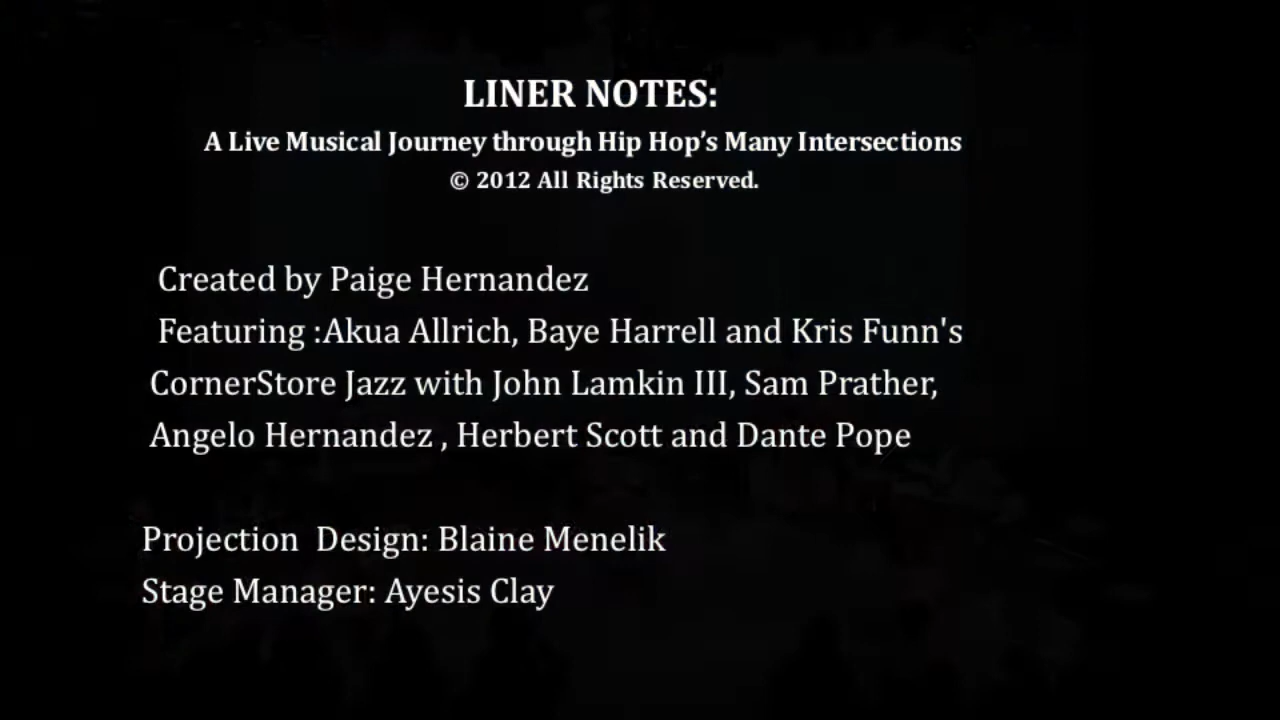 LINER NOTES:
A Live Musical Journey through Hip Hop’s Many Intersections
© 2012 All Rights Reserved.
Created by Paige Hernandez
Featuring :Akua Allrich, Baye Harrell and Kris Funn's
CornerStore Jazz with John Lamkin III, Sam Prather,
Angelo Hernandez , Herbert Scott and Dante Pope
Projection  Design: Blaine Menelik
Stage Manager: Ayesis Clay